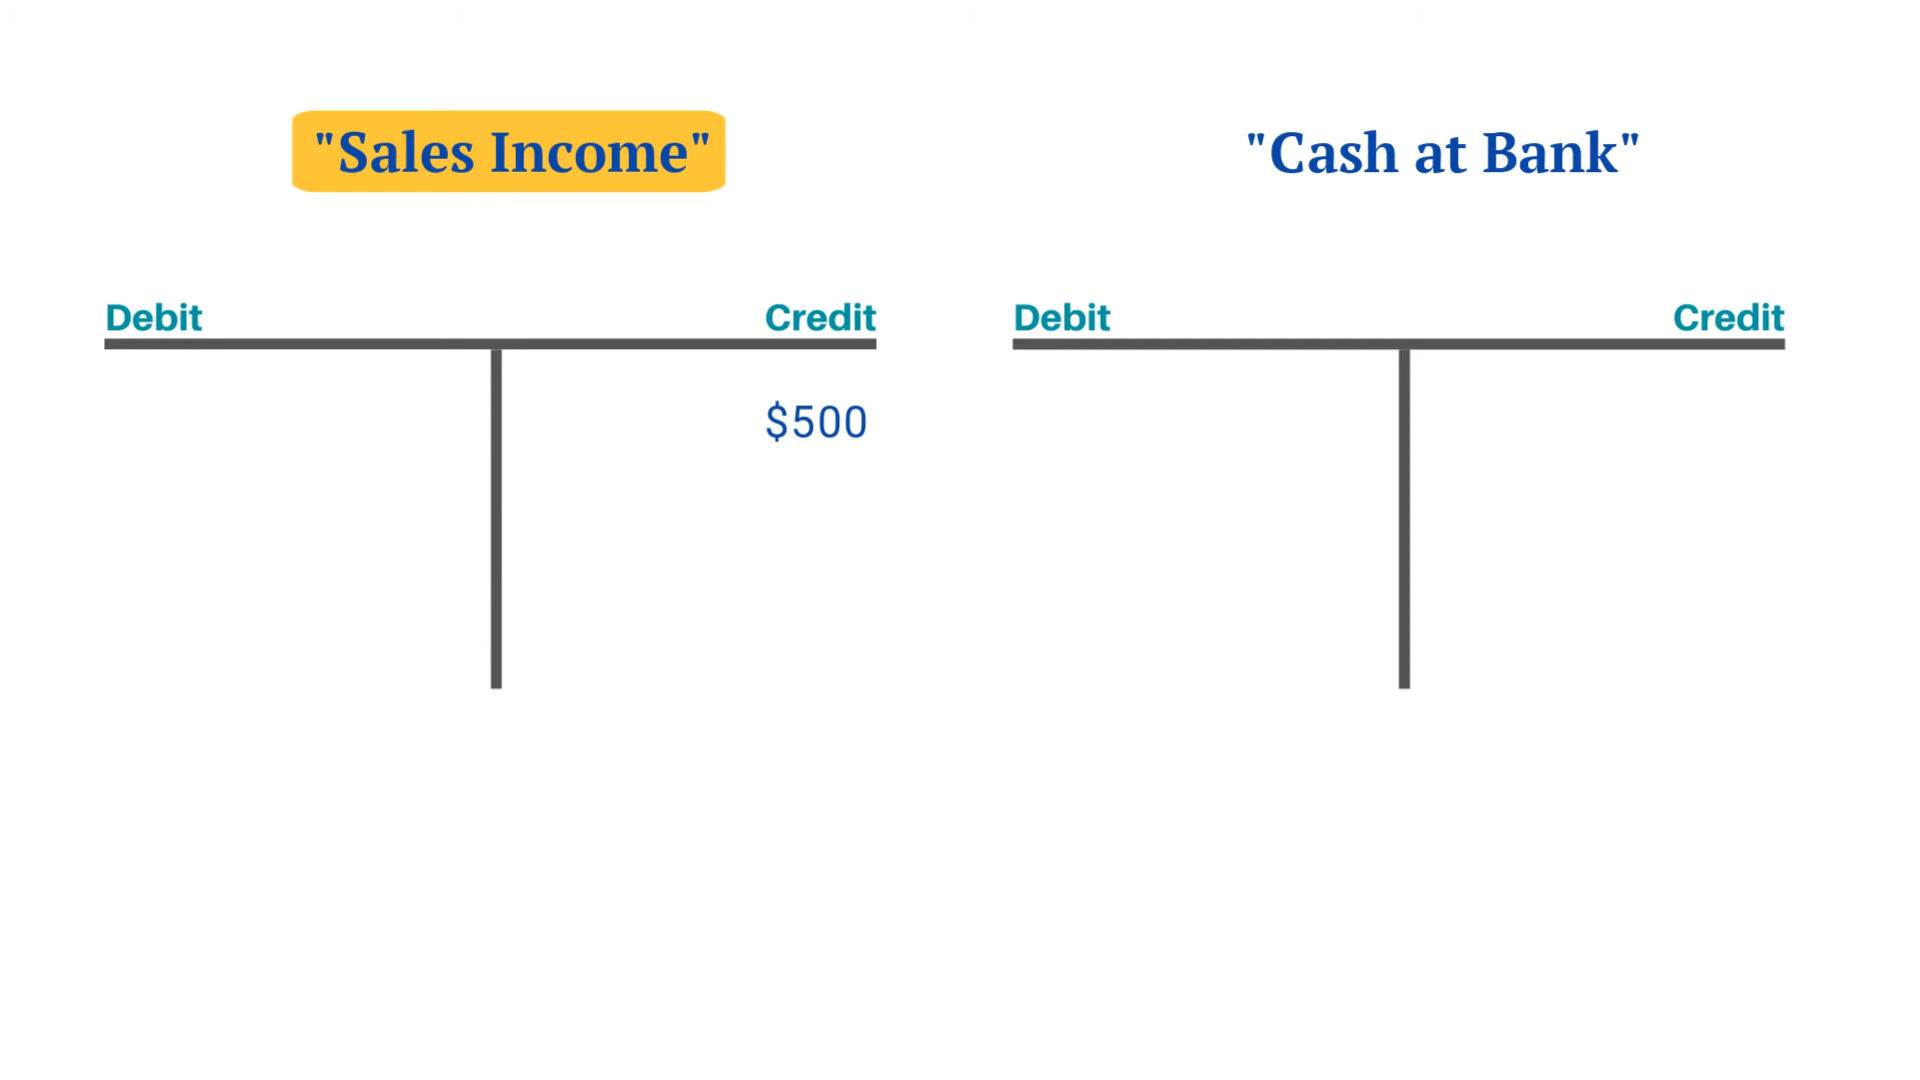 "Sales Income"
Debit
Credit
$500
"Cash at Bank"
Debit
Credit